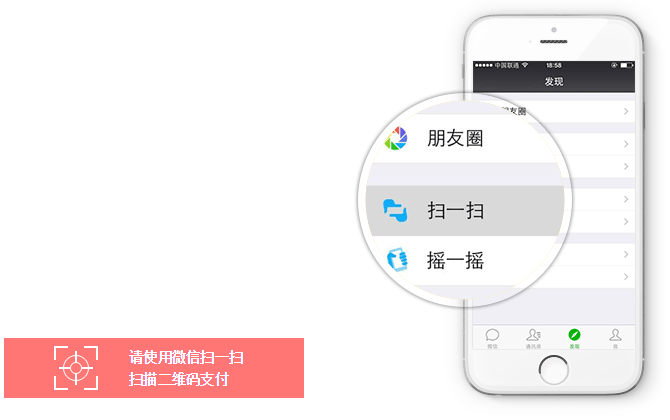 中国联通
18:58
发现
朋友圈
朋友圈
扫一扫
摇一摇
微信
通讯录
发现
我
请使用微信扫一扫
扫描二维码支付